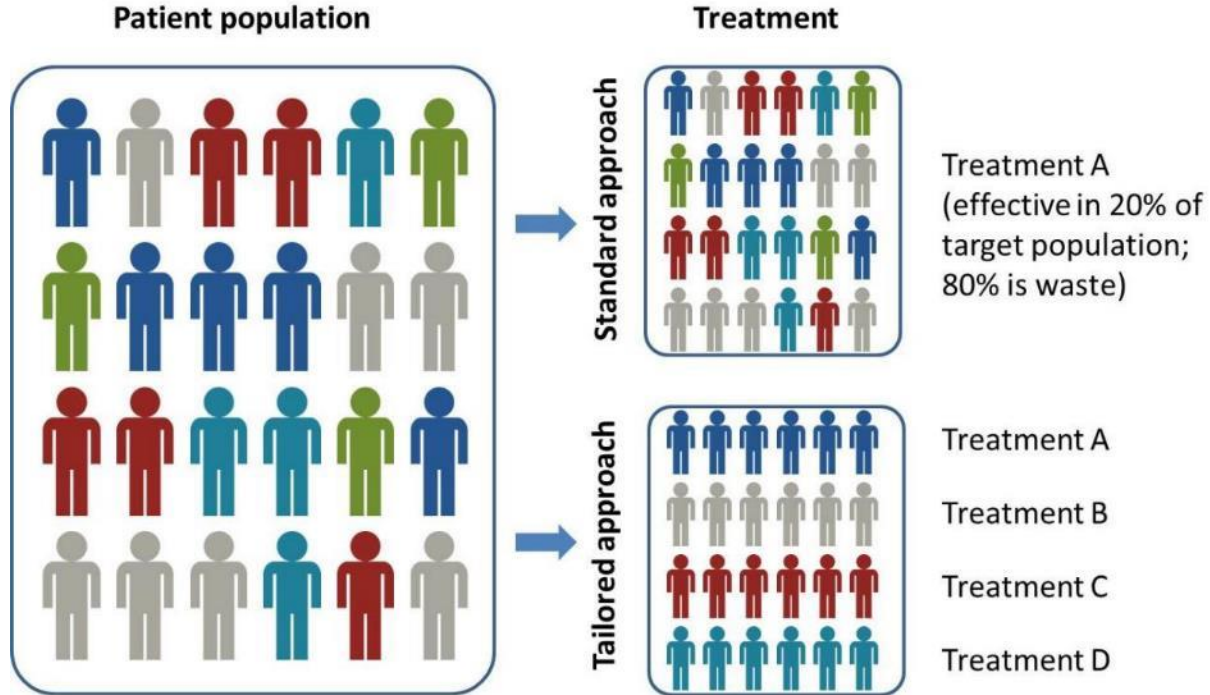 Patient population
Treatment
Standard approach
Treatment A
(effective in 20% of
target population;
80% is waste)
Tailored approach
Treatment A
Treatment B
Treatment C
Treatment D